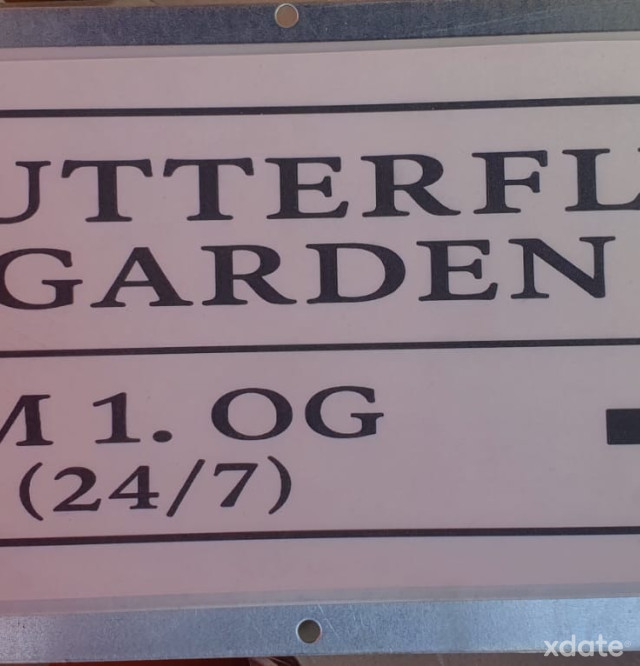 UTTERFL
GARDEN
M 1. OG
(24/7)
xdate